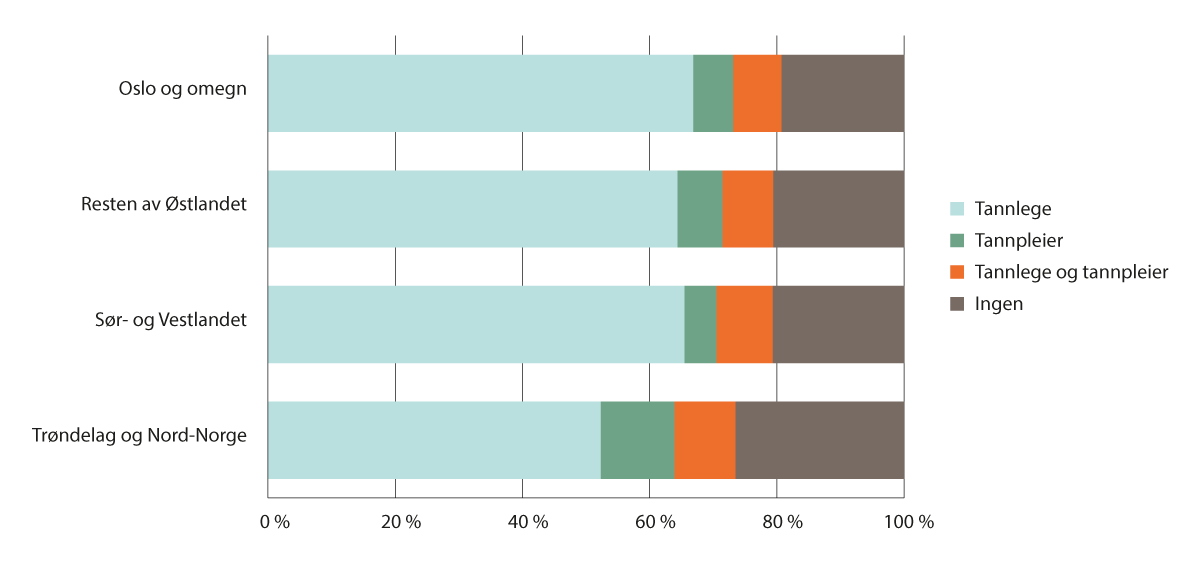 Oslo og omegn
Resten av Østlandet
Sør- og Vestlandet
Trøndelag og Nord-Norge
0 %
20 %
40 %
60 %
80 %
100 %
Tannlege
Tannpleier
Tannlege og tannpleier
Ingen